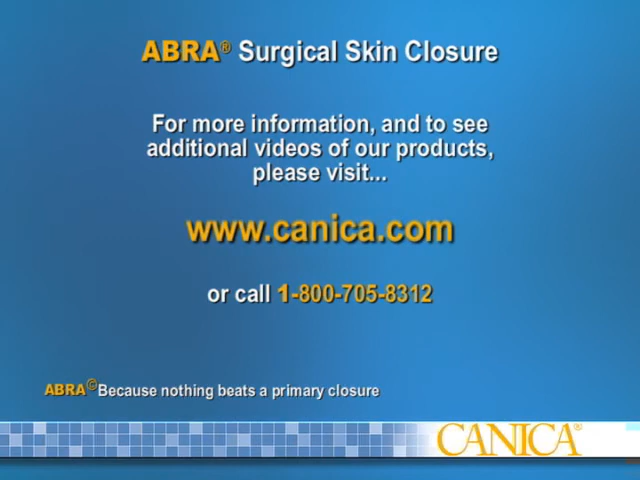 ABRA® Surgical Skin Closure
For more information, and to see
additional videos of our products,
please visit...
www.canica.com
or call 1-800-705-8312
ABRA© Because nothing beats a primary closure
CANICA®